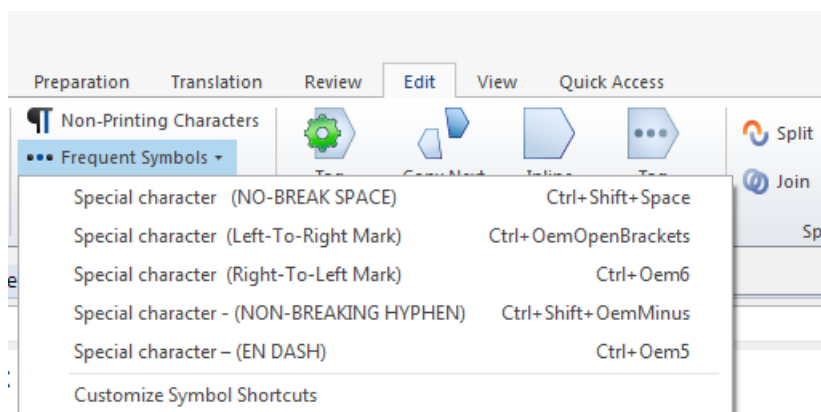 Preparation Translation Review Edit View Quick Access
Non-Printing Characters
Frequent Symbols
Split
Join
Special character (NO-BREAK SPACE) Ctrl+Shift+Space
Special character (Left-To-Right Mark) Ctrl+OemOpenBrackets
Special character (Right-To-Left Mark) Ctrl+Oem6
Special character - (NON-BREAKING HYPHEN) Ctrl+Shift+OemMinus
Special character – (EN DASH) Ctrl+Oem5
Customize Symbol Shortcuts